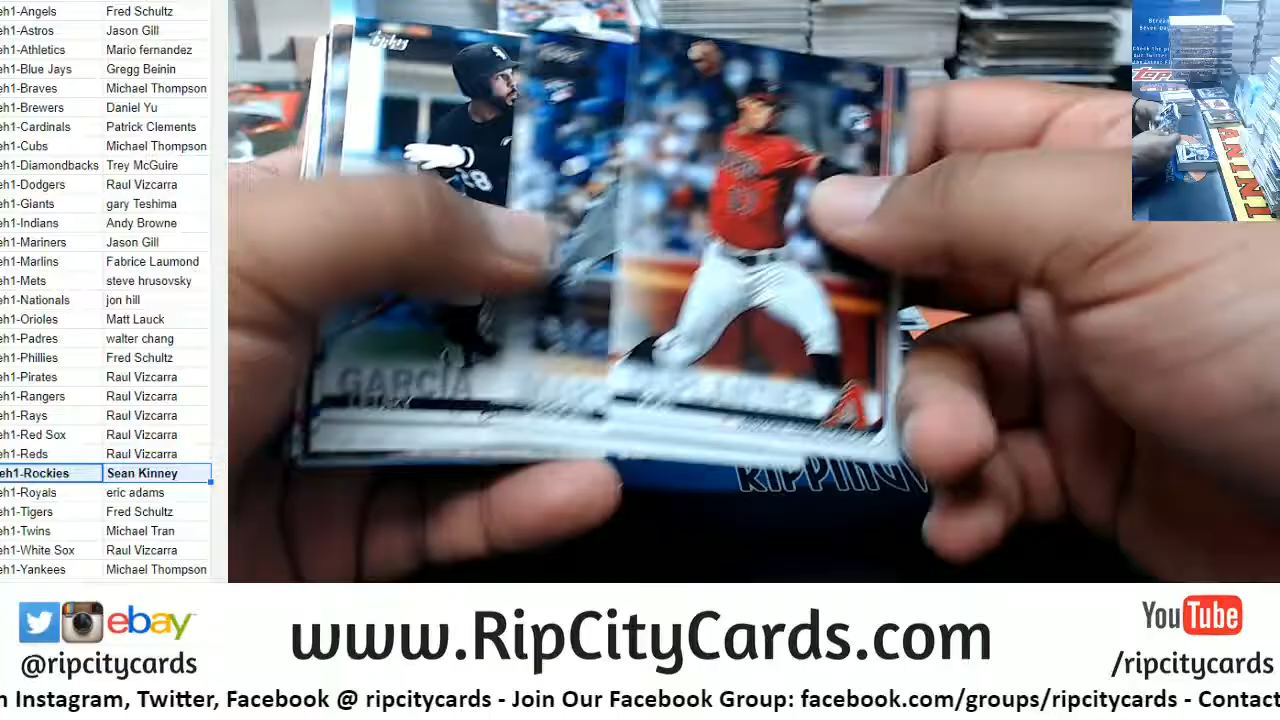 eh1-Angels Fred Schultz
eh1-Astros Jason Gill
eh1-Athletics Mario fernandez
eh1-Blue Jays Gregg Beinin
eh1-Braves Michael Thompson
eh1-Brewers Daniel Yu
eh1-Cardinals Patrick Clements
eh1-Cubs Michael Thompson
eh1-Diamondbacks Trey McGuire
eh1-Dodgers Raul Vizcarra
eh1-Giants gary Teshima
eh1-Indians Andy Browne
eh1-Mariners Jason Gill
eh1-Marlins Fabrice Laumond
eh1-Mets steve hrusovsky
eh1-Nationals jon hill
eh1-Orioles Matt Lauck
eh1-Padres walter chang
eh1-Phillies Fred Schultz
eh1-Pirates Raul Vizcarra
eh1-Rangers Raul Vizcarra
eh1-Rays Raul Vizcarra
eh1-Red Sox Raul Vizcarra
eh1-Reds Raul Vizcarra
eh1-Rockies Sean Kinney
eh1-Royals eric adams
eh1-Tigers Fred Schultz
eh1-Twins Michael Tran
eh1-White Sox Raul Vizcarra
eh1-Yankees Michael Thompson
Topps
GARCIA
RIPPING
PANINI
ebay
@ripcitycards
www.RipCityCards.com
YouTube
/ripcitycards
n Instagram, Twitter, Facebook @ ripcitycards - Join Our Facebook Group: facebook.com/groups/ripcitycards - Contact